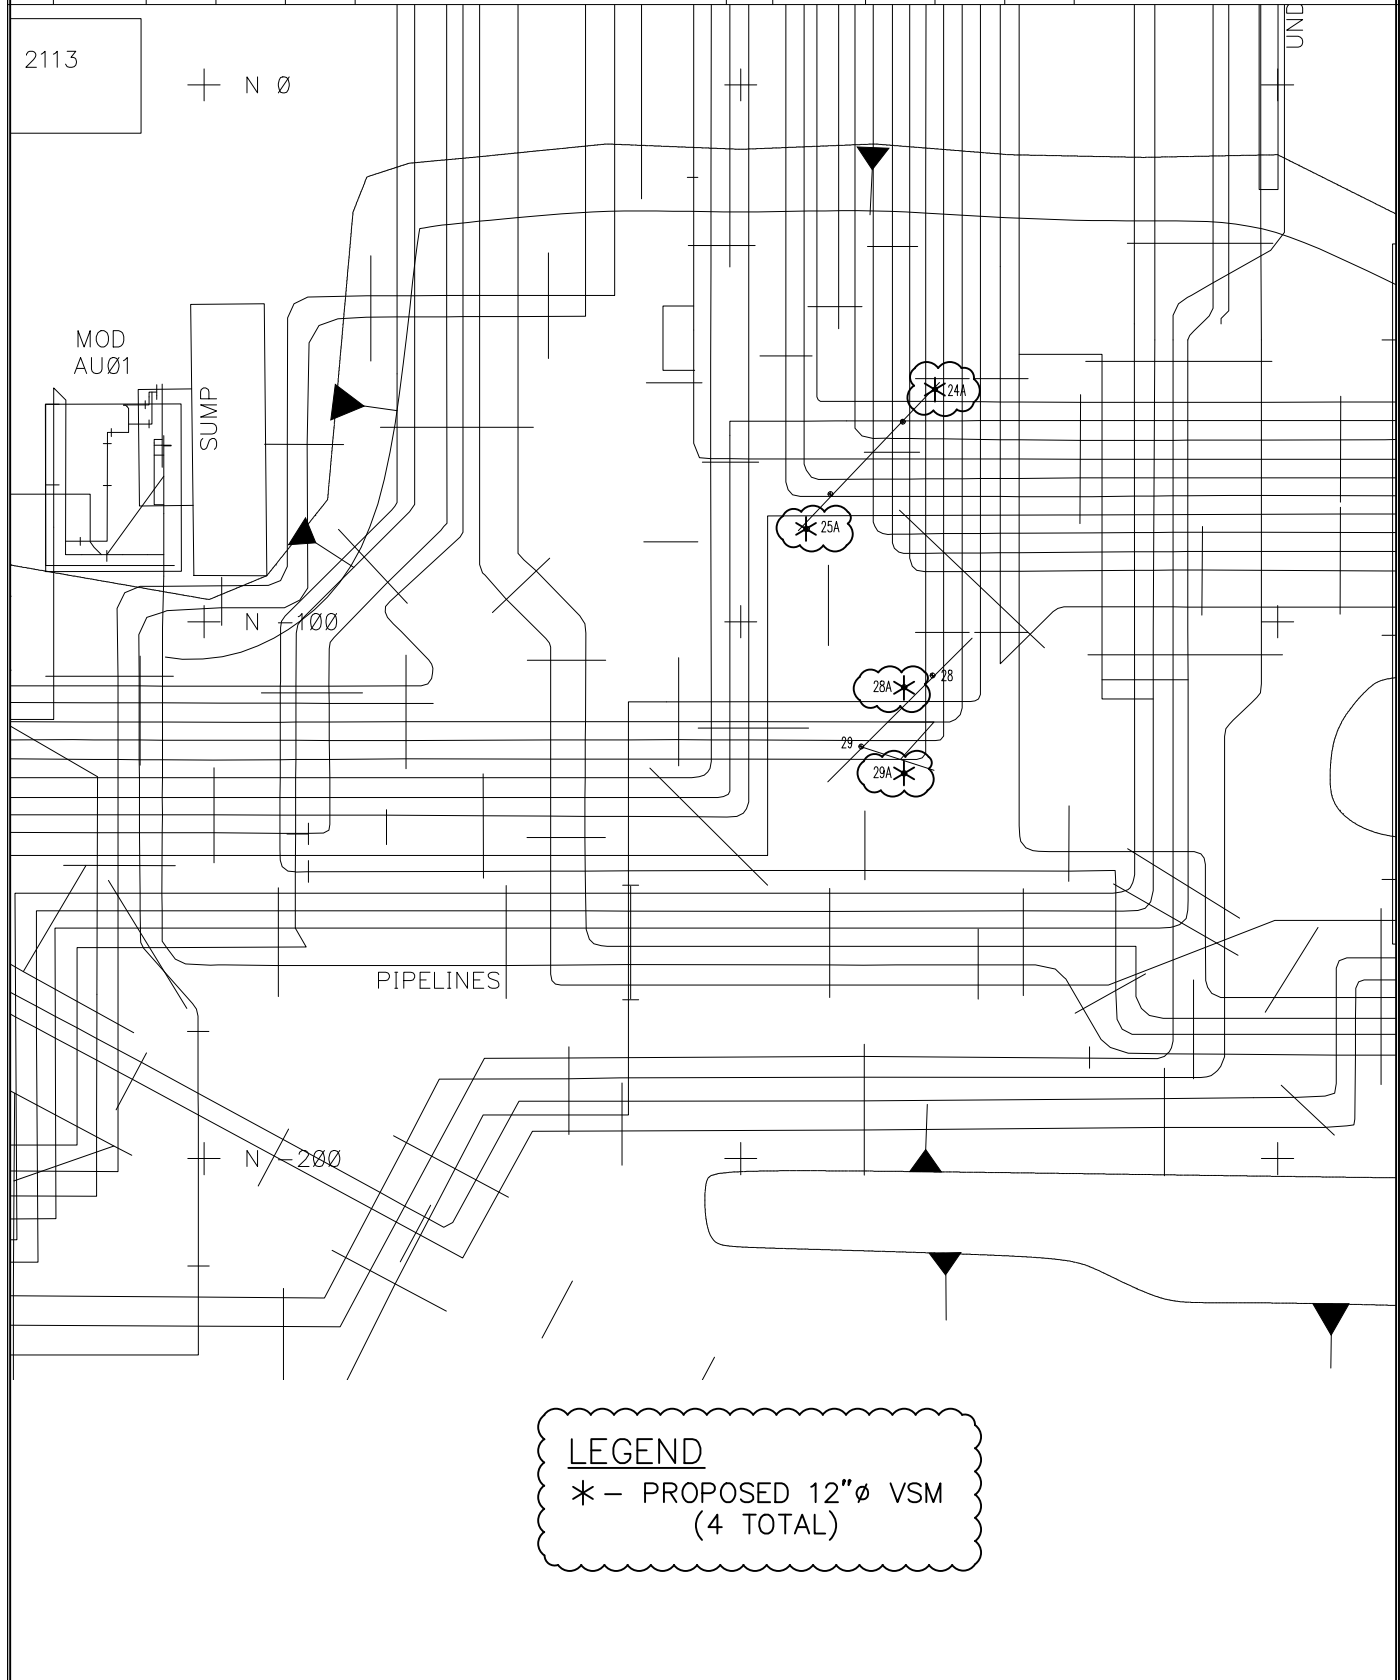 UND
2113
N Ø
MOD
AUØ1
SUMP
24A
25A
N -1ØØ
28A
28
29
29A
PIPELINES
N -2ØØ
LEGEND
* - PROPOSED 12"ø VSM
(4 TOTAL)